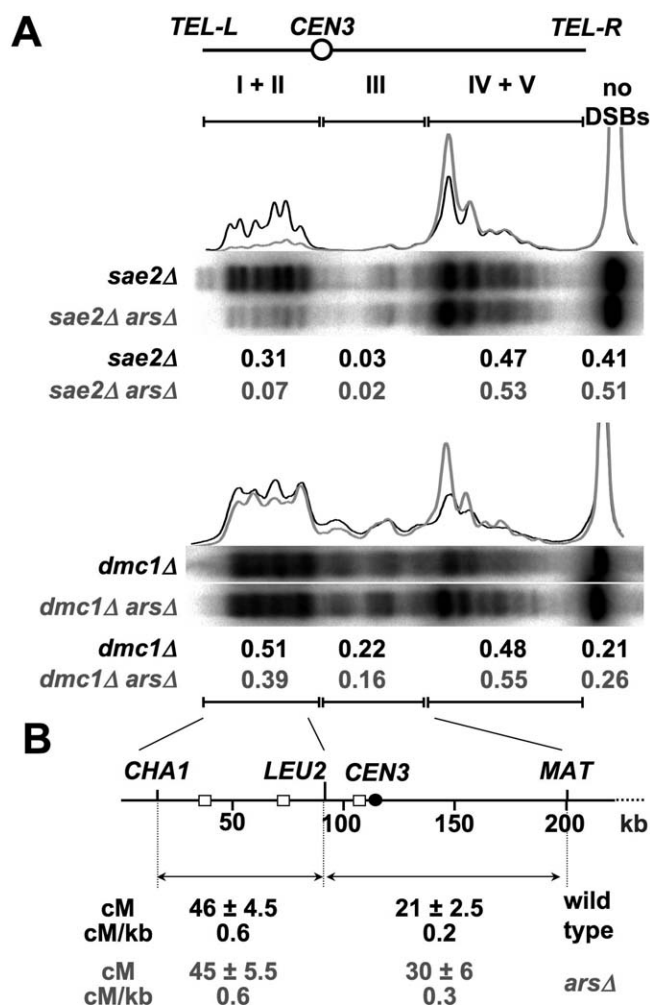 A
TEL-L CEN3 TEL-R
I + II III IV + V no
DSBs
sae2Δ
sae2Δ arsΔ
sae2Δ 0.31 0.03 0.47 0.41
sae2Δ arsΔ 0.07 0.02 0.53 0.51
dmc1Δ
dmc1Δ arsΔ
dmc1Δ 0.51 0.22 0.48 0.21
dmc1Δ arsΔ 0.39 0.16 0.55 0.26
B
CHA1 LEU2 CEN3 MAT
50 100 150 200 kb
cM 46 ± 4.5 21 ± 2.5 wild
cM/kb 0.6 0.2 type
cM 45 ± 5.5 30 ± 6 arsΔ
cM/kb 0.6 0.3